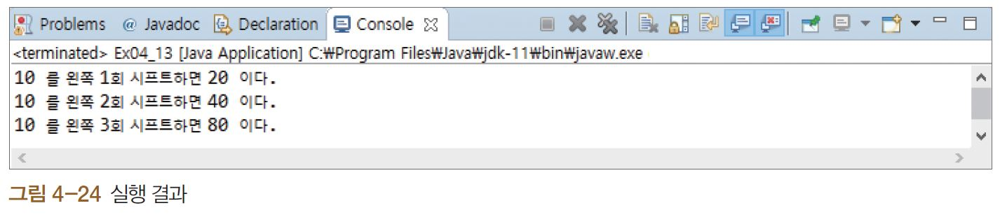 Problems @ Javadoc Declaration Console
<terminated> Ex04_13 [Java Application] C:₩Program Files₩Java₩jdk-11₩bin₩javaw.exe
10 를 왼쪽 1회 시프트하면 20 이다.
10 를 왼쪽 2회 시프트하면 40 이다.
10 를 왼쪽 3회 시프트하면 80 이다.
그림 4-24 실행 결과